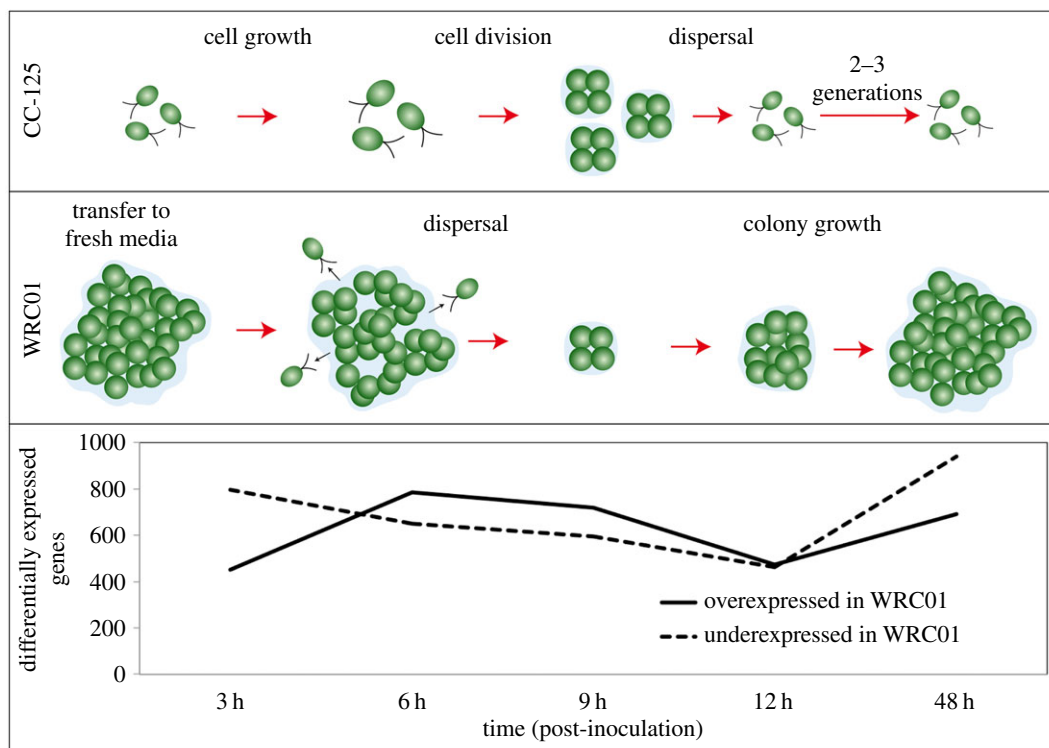 CC-125
cell growth
cell division
dispersal
2–3
generations
WRC01
transfer to
fresh media
dispersal
colony growth
differentially expressed
genes
1000
800
600
400
200
0
overexpressed in WRC01
underexpressed in WRC01
3 h
6 h
9 h
12 h
48 h
time (post-inoculation)